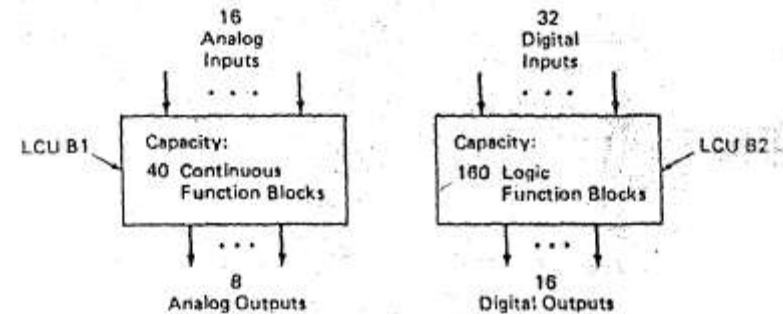 16
Analog
Inputs
LCU B1
Capacity:
40 Continuous
Function Blocks
8
Analog Outputs
32
Digital
Inputs
Capacity:
160 Logic
Function Blocks
LCU B2
16
Digital Outputs